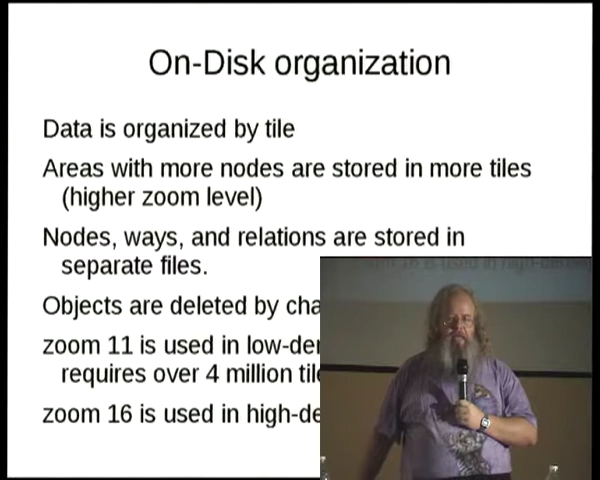 On-Disk organization
Data is organized by tile
Areas with more nodes are stored in more tiles
(higher zoom level)
Nodes, ways, and relations are stored in
separate files.
Objects are deleted by cha
zoom 11 is used in low-den
requires over 4 million tile
zoom 16 is used in high-de